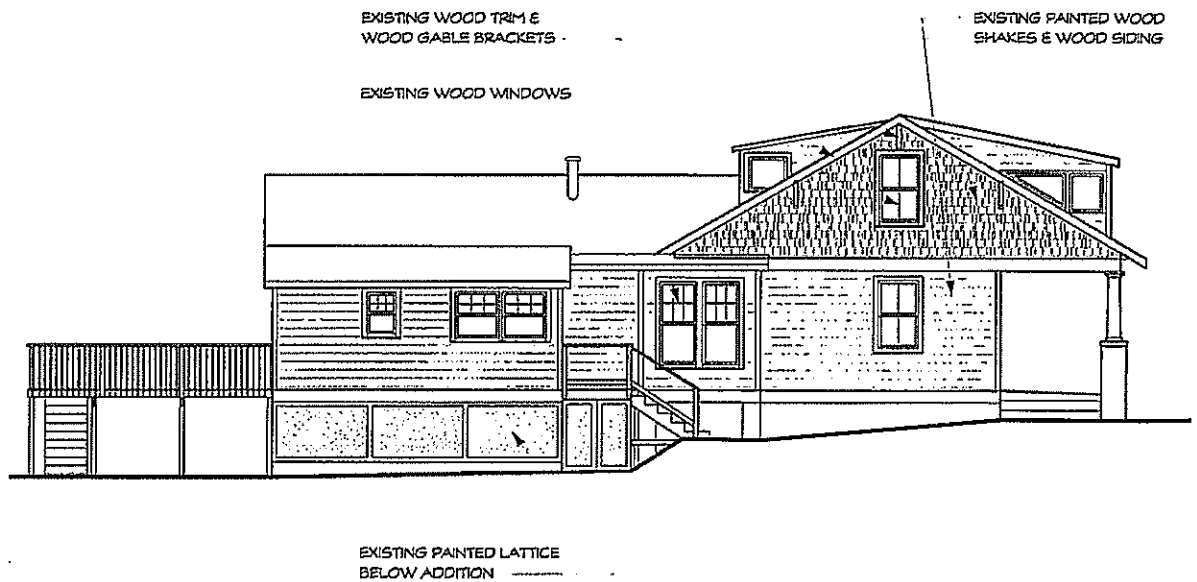 EXISTING WOOD TRIM &
WOOD GABLE BRACKETS
EXISTING WOOD WINDOWS
EXISTING PAINTED WOOD
SHAKES & WOOD SIDING
EXISTING PAINTED LATTICE
BELOW ADDITION